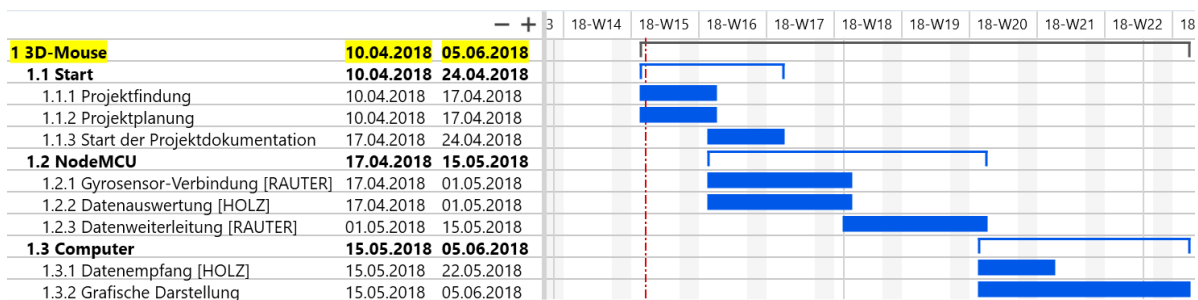 − + 3 18-W14 18-W15 18-W16 18-W17 18-W18 18-W19 18-W20 18-W21 18-W22 18
1 3D-Mouse 10.04.2018 05.06.2018
1.1 Start 10.04.2018 24.04.2018
1.1.1 Projektfindung 10.04.2018 17.04.2018
1.1.2 Projektplanung 10.04.2018 17.04.2018
1.1.3 Start der Projektdokumentation 17.04.2018 24.04.2018
1.2 NodeMCU 17.04.2018 15.05.2018
1.2.1 Gyrosensor-Verbindung [RAUTER] 17.04.2018 01.05.2018
1.2.2 Datenauswertung [HOLZ] 17.04.2018 01.05.2018
1.2.3 Datenweiterleitung [RAUTER] 01.05.2018 15.05.2018
1.3 Computer 15.05.2018 05.06.2018
1.3.1 Datenempfang [HOLZ] 15.05.2018 22.05.2018
1.3.2 Grafische Darstellung 15.05.2018 05.06.2018